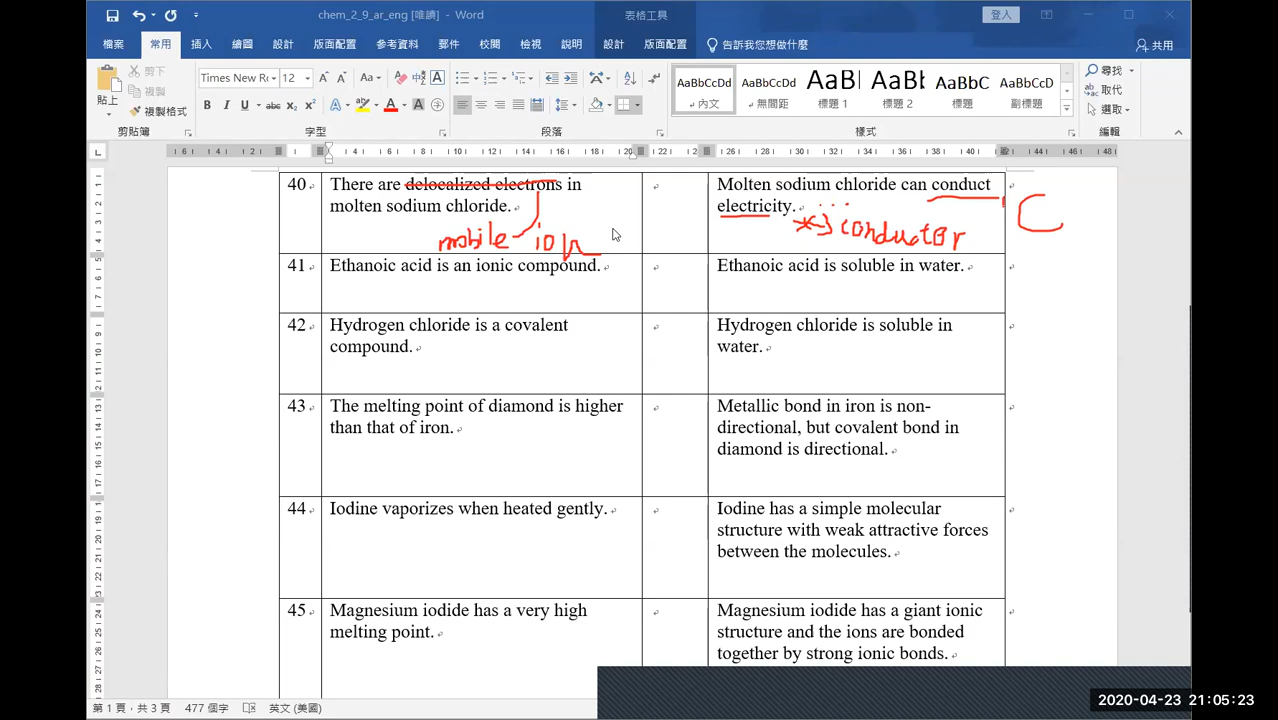 chem_2_9_ar_eng [唯讀] - Word
表格工具
登入
檔案 常用 插入 繪圖 設計 版面配置 參考資料 郵件 校閱 檢視 說明 設計 版面配置 告訴我您想做什麼 共用
貼上
剪下
複製
複製格式
Times New R 12
AaBbCcDd AaBbCcDd AaBl AaBb AaBbC AaBbCcD
內文 無間距 標題 1 標題 2 標題 副標題
尋找
取代
選取
剪貼簿 字型 段落 樣式 編輯
40 There are delocalized electrons in molten sodium chloride.
Molten sodium chloride can conduct electricity.
mobile ion
conductor
C
41 Ethanoic acid is an ionic compound.
Ethanoic acid is soluble in water.
42 Hydrogen chloride is a covalent compound.
Hydrogen chloride is soluble in water.
43 The melting point of diamond is higher than that of iron.
Metallic bond in iron is non-directional, but covalent bond in diamond is directional.
44 Iodine vaporizes when heated gently.
Iodine has a simple molecular structure with weak attractive forces between the molecules.
45 Magnesium iodide has a very high melting point.
Magnesium iodide has a giant ionic structure and the ions are bonded together by strong ionic bonds.
第 1 頁，共 3 頁 477 個字 英文 (美國)
2020-04-23 21:05:23